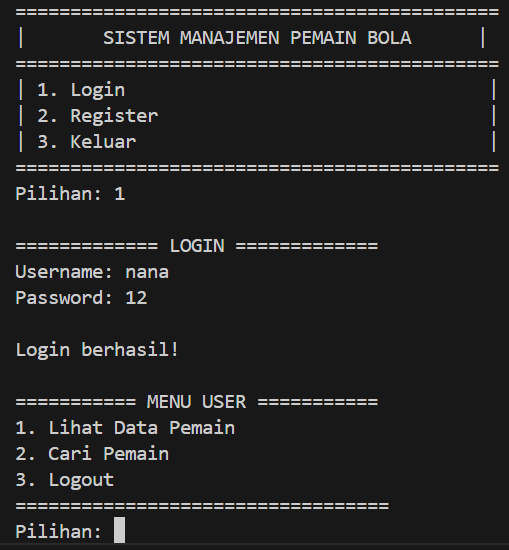 ============================================
|       SISTEM MANAJEMEN PEMAIN BOLA      |
============================================
| 1. Login                                 |
| 2. Register                              |
| 3. Keluar                                |
============================================
Pilihan: 1

============= LOGIN =============
Username: nana
Password: 12

Login berhasil!

=========== MENU USER ===========
1. Lihat Data Pemain
2. Cari Pemain
3. Logout
==================================
Pilihan: